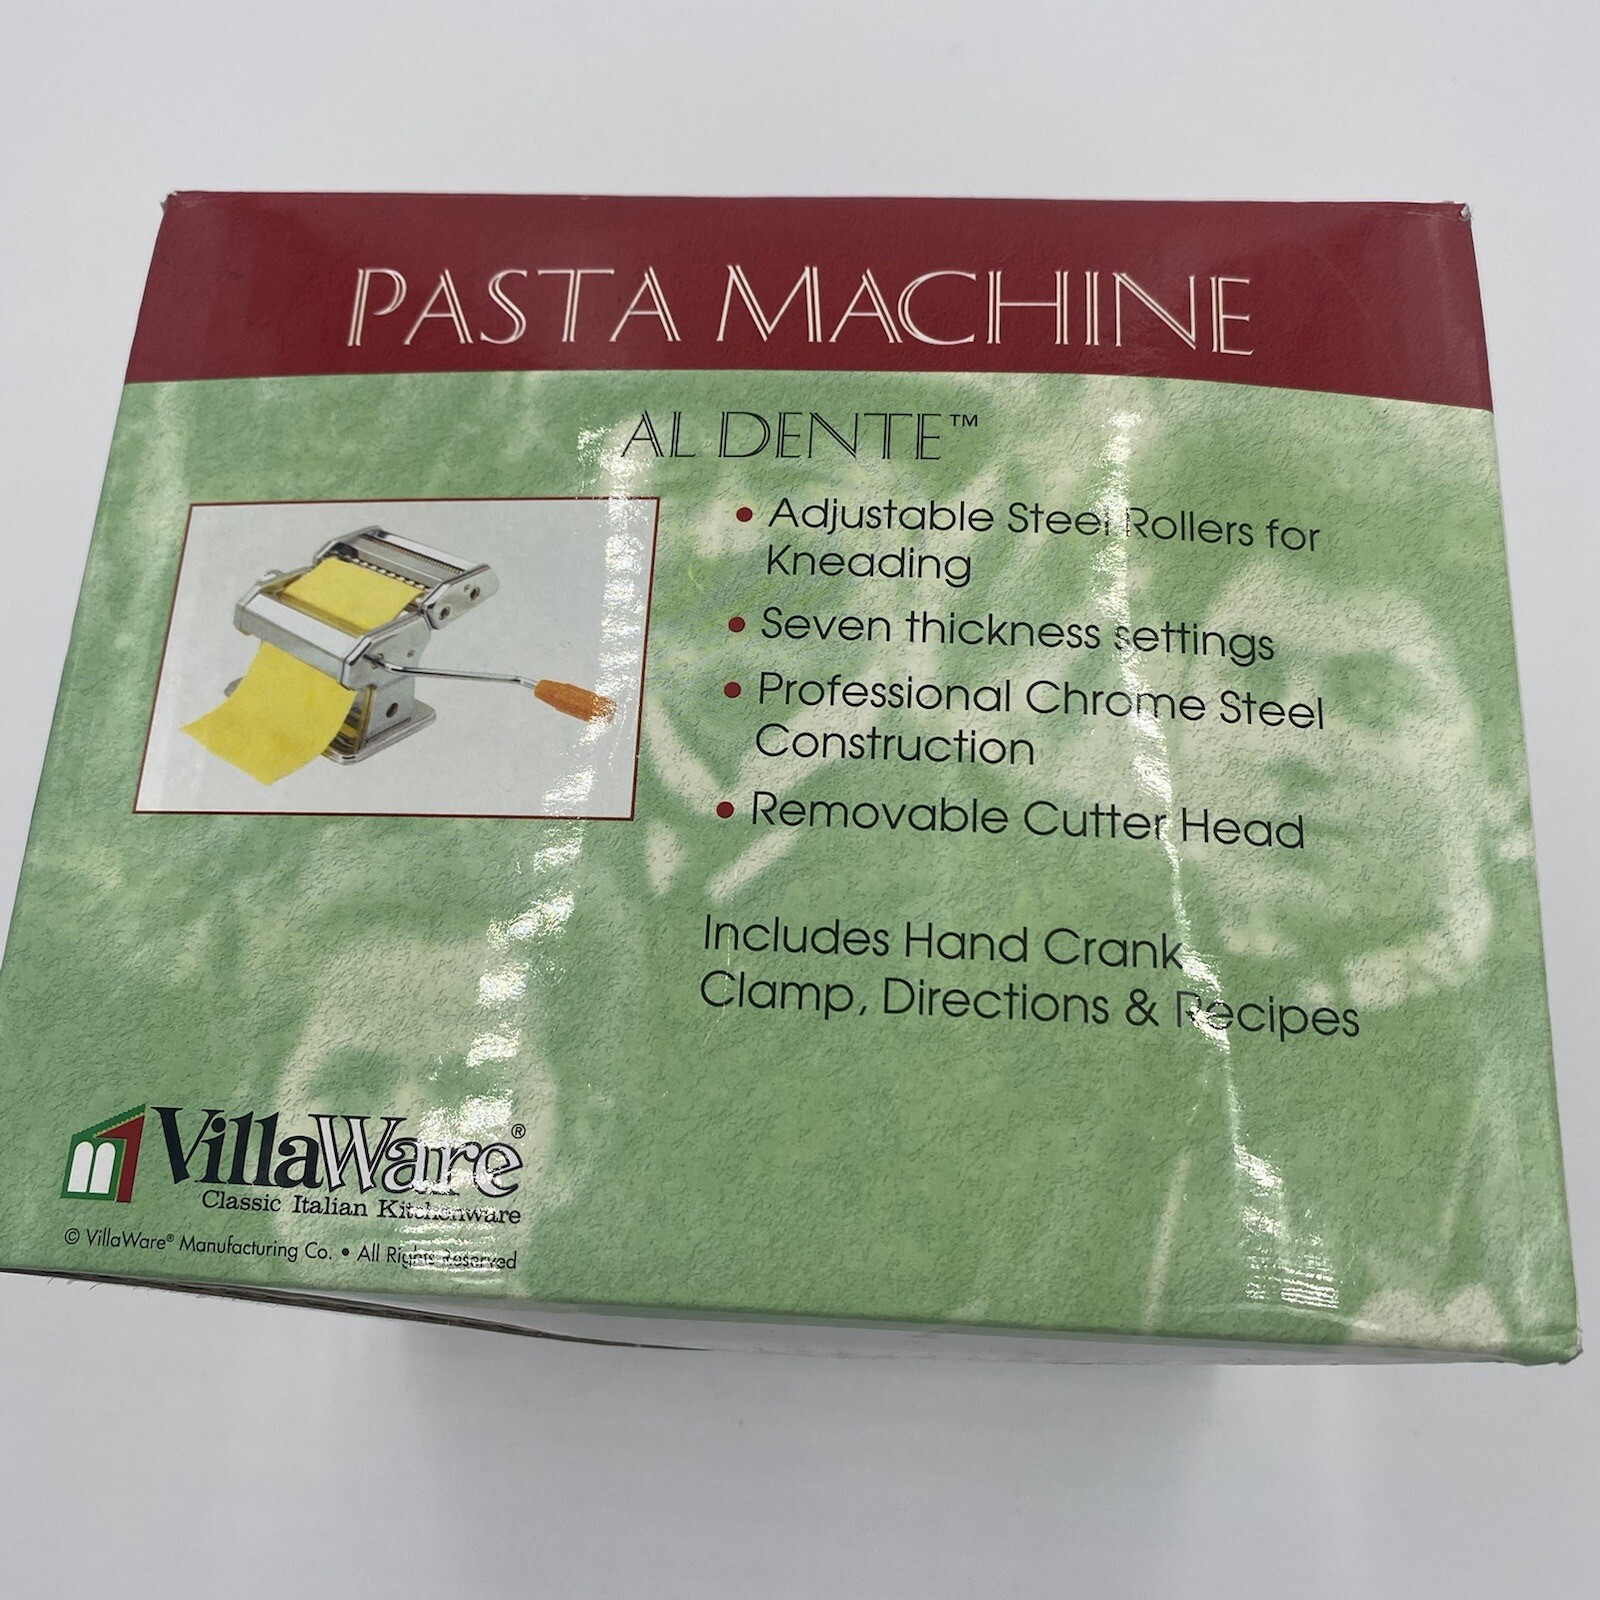 PASTA MACHINE
AL DENTE™
• Adjustable Steel Rollers for
Kneading
• Seven thickness settings
• Professional Chrome Steel
Construction
• Removable Cutter Head
Includes Hand Crank
Clamp, Directions & Recipes
VillaWare®
Classic Italian Kitchenware
© VillaWare® Manufacturing Co. • All Rights Reserved